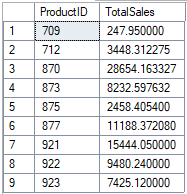 ProductID TotalSales
1 709 247.950000
2 712 3448.312275
3 870 28654.163327
4 873 8232.597632
5 875 2458.405400
6 877 11188.372080
7 921 15444.050000
8 922 9480.240000
9 923 7425.120000